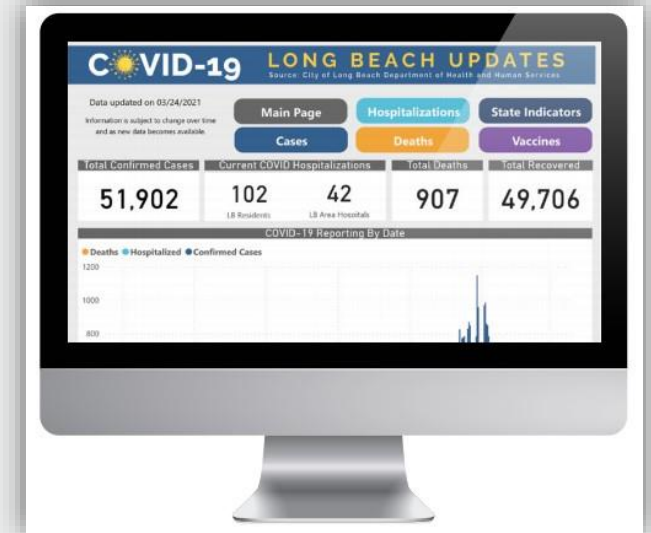 COVID-19
LONG BEACH UPDATES
Source: City of Long Beach Department of Health and Human Services
Data updated on 03/24/2021
Information is subject to change over time
and as new data becomes available.
Main Page
Hospitalizations
State Indicators
Cases
Deaths
Vaccines
Total Confirmed Cases
Current COVID Hospitalizations
Total Deaths
Total Recovered
51,902
102
42
907
49,706
LB Residents
LB Area Hospitals
COVID-19 Reporting By Date
Deaths Hospitalized Confirmed Cases
1200
1000
800